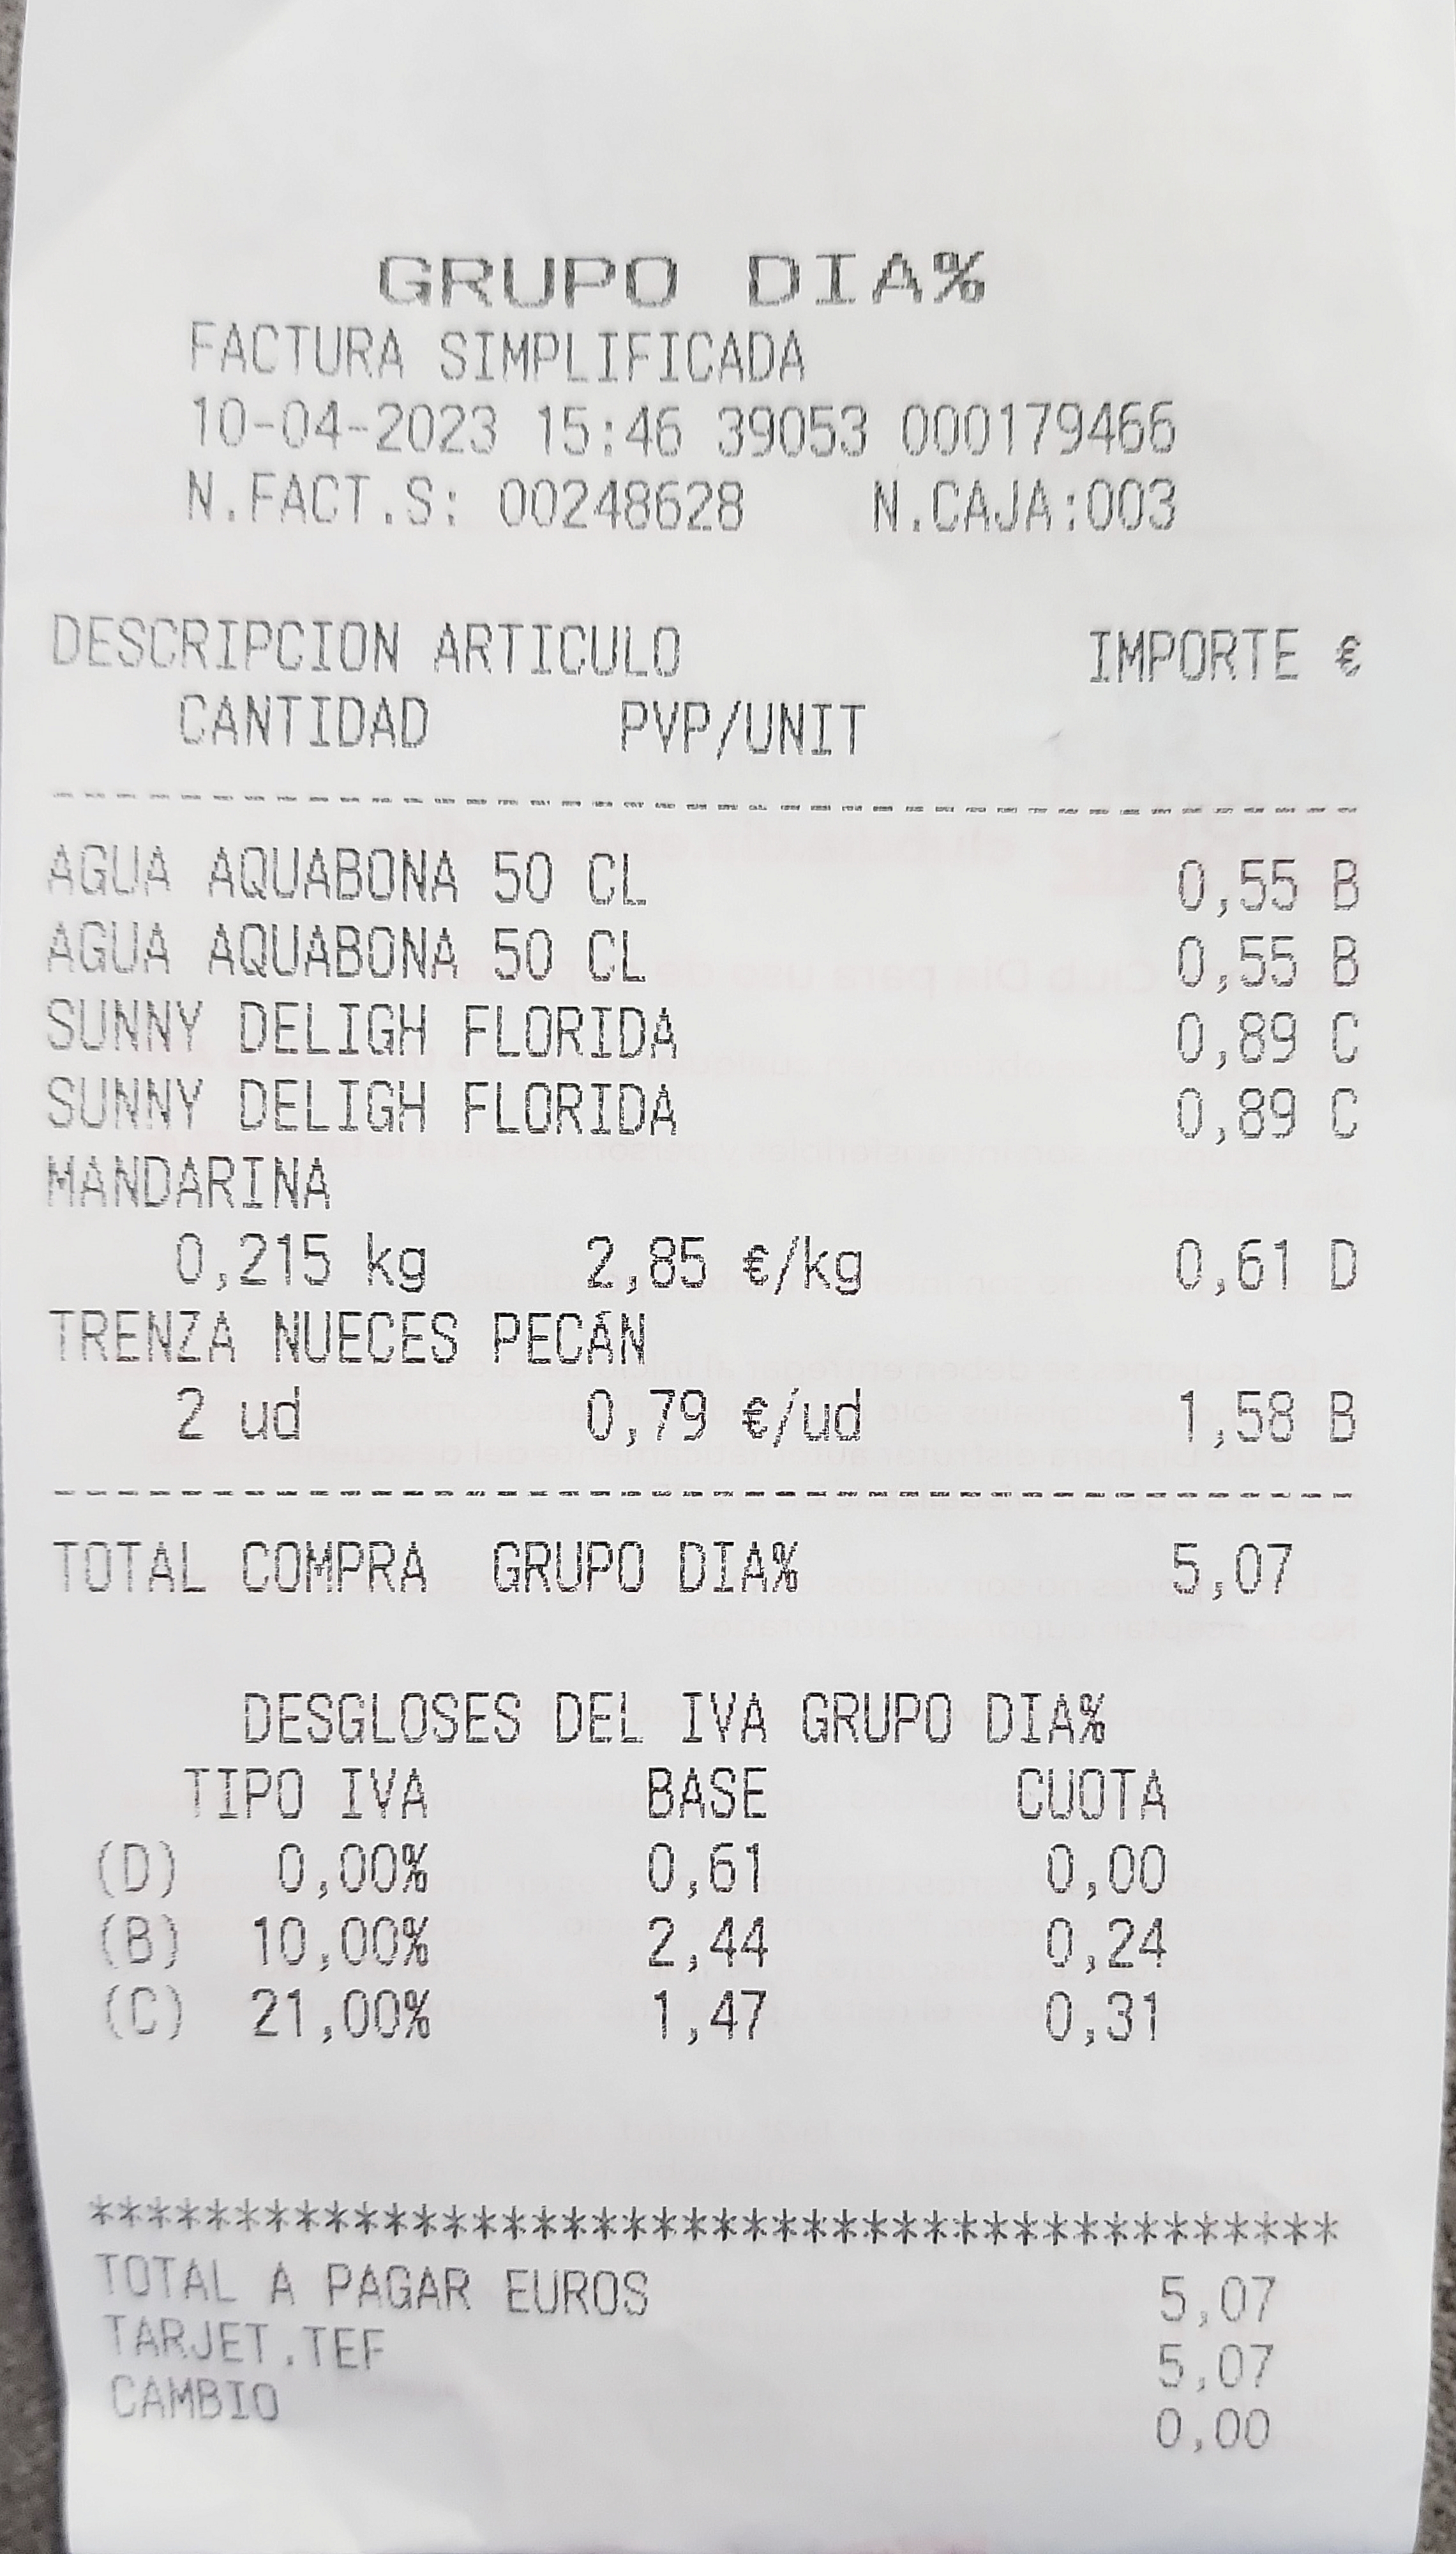 GRUPO DIA%
FACTURA SIMPLIFICADA
10-04-2023 15:46 39053 000179466
N.FACT.S: 00248628 N.CAJA:003
DESCRIPCION ARTICULO IMPORTE €
CANTIDAD PVP/UNIT
AGUA AQUABONA 50 CL 0,55 B
AGUA AQUABONA 50 CL 0,55 B
SUNNY DELIGH FLORIDA 0,89 C
SUNNY DELIGH FLORIDA 0,89 C
MANDARINA
0,215 kg 2,85 €/kg 0,61 D
TRENZA NUECES PECÁN
2 ud 0,79 €/ud 1,58 B
TOTAL COMPRA GRUPO DIA% 5,07
DESGLOSES DEL IVA GRUPO DIA%
TIPO IVA BASE CUOTA
(D) 0,00% 0,61 0,00
(B) 10,00% 2,44 0,24
(C) 21,00% 1,47 0,31
******************************************
TOTAL A PAGAR EUROS 5,07
TARJET.TEF 5,07
CAMBIO 0,00